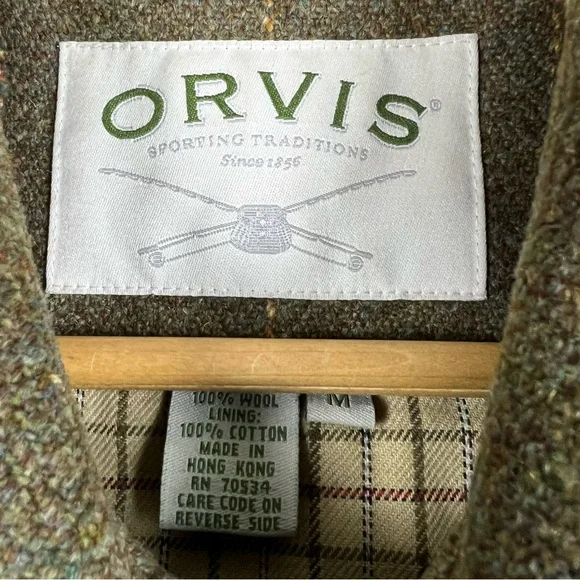 ORVIS®
SPORTING TRADITIONS
Since 1856
100% WOOL
LINING:
100% COTTON
MADE IN
HONG KONG
RN 70534
CARE CODE ON
REVERSE SIDE
M